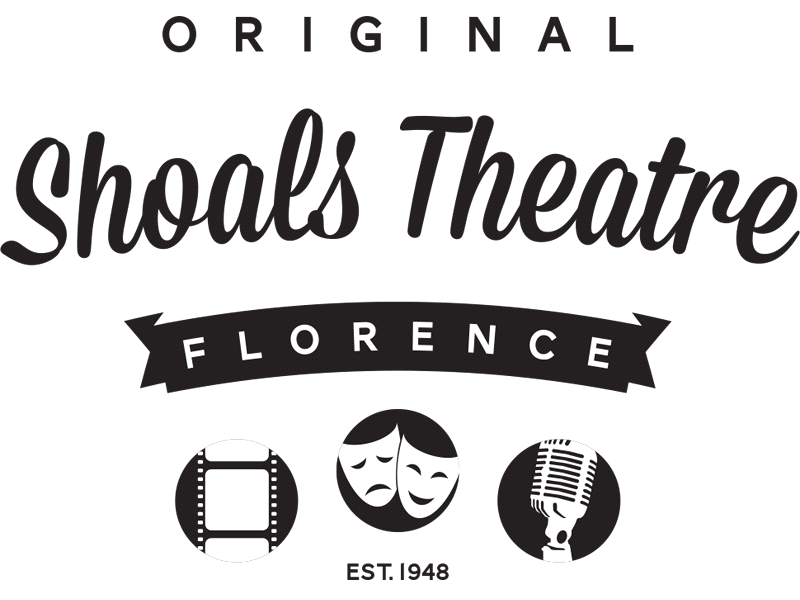 ORIGINAL
Shoals Theatre
FLORENCE
EST. 1948